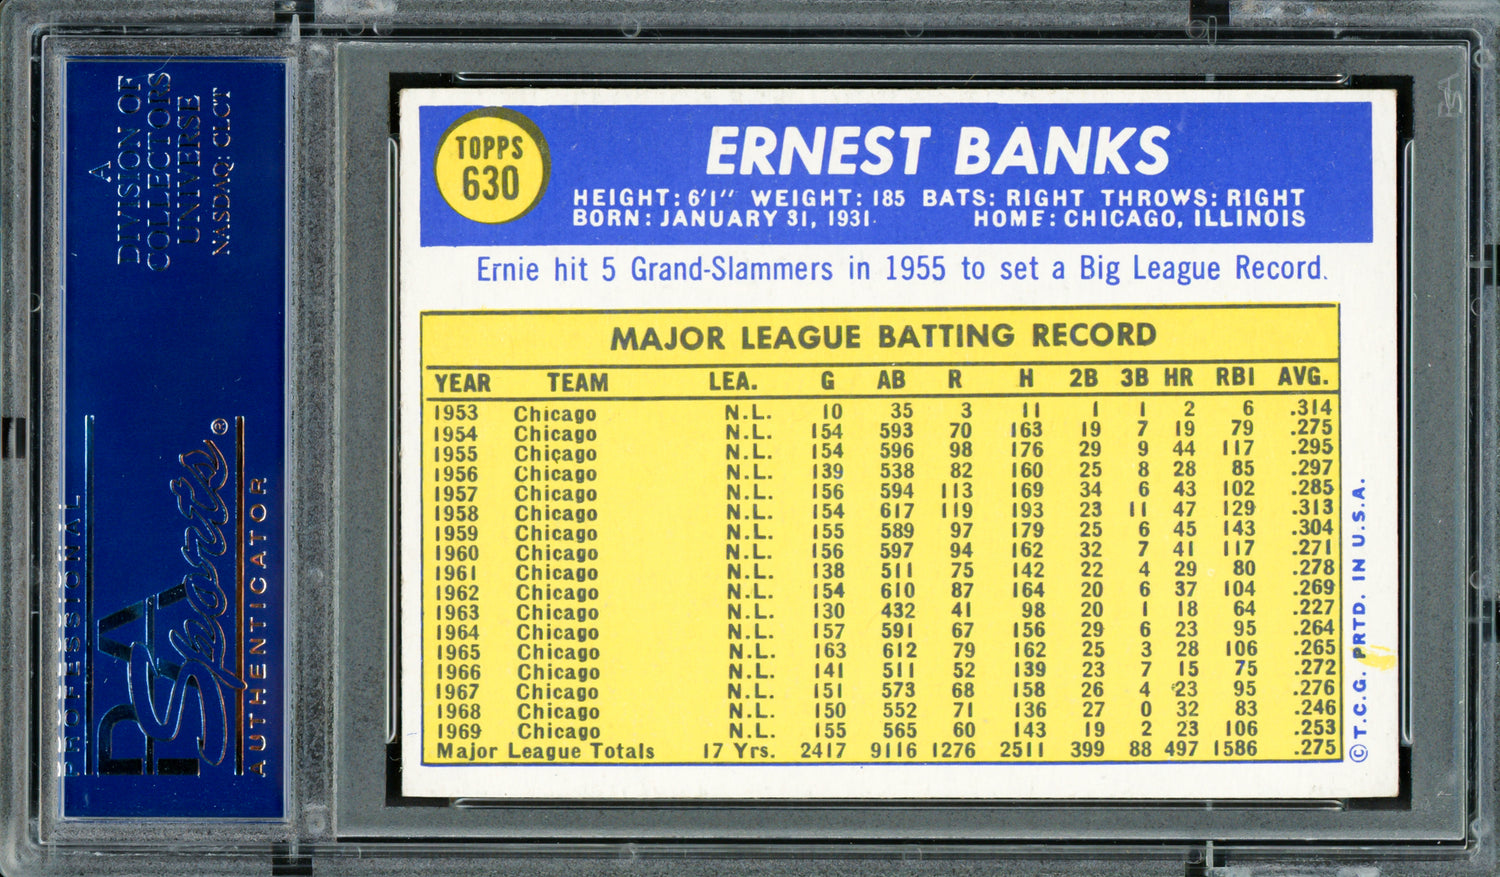 A
DIVISION OF
COLLECTORS
UNIVERSE
NASDAQ: CLCT
PROFESSIONAL
PSA
Sports®
AUTHENTICATOR
TOPPS
630
ERNEST BANKS
HEIGHT: 6'1" WEIGHT: 185 BATS: RIGHT THROWS: RIGHT
BORN: JANUARY 31, 1931 HOME: CHICAGO, ILLINOIS
Ernie hit 5 Grand-Slammers in 1955 to set a Big League Record.
MAJOR LEAGUE BATTING RECORD
YEAR TEAM LEA. G AB R H 2B 3B HR RBI AVG.
1953 Chicago N.L. 10 35 3 11 1 1 2 6 .314
1954 Chicago N.L. 154 593 70 163 19 7 19 79 .275
1955 Chicago N.L. 154 596 98 176 29 9 44 117 .295
1956 Chicago N.L. 139 538 82 160 25 8 28 85 .297
1957 Chicago N.L. 156 594 113 169 34 6 43 102 .285
1958 Chicago N.L. 154 617 119 193 23 11 47 129 .313
1959 Chicago N.L. 155 589 97 179 25 6 45 143 .304
1960 Chicago N.L. 156 597 94 162 32 7 41 117 .271
1961 Chicago N.L. 138 511 75 142 22 4 29 80 .278
1962 Chicago N.L. 154 610 87 164 20 6 37 104 .269
1963 Chicago N.L. 130 432 41 98 20 1 18 64 .227
1964 Chicago N.L. 157 591 67 156 29 6 23 95 .264
1965 Chicago N.L. 163 612 79 162 25 3 28 106 .265
1966 Chicago N.L. 141 511 52 139 23 7 15 75 .272
1967 Chicago N.L. 151 573 68 158 26 4 23 95 .276
1968 Chicago N.L. 150 552 71 136 27 0 32 83 .246
1969 Chicago N.L. 155 565 60 143 19 2 23 106 .253
Major League Totals 17 Yrs. 2417 9116 1276 2511 399 88 497 1586 .275
© T.C.G. PRTD. IN U.S.A.